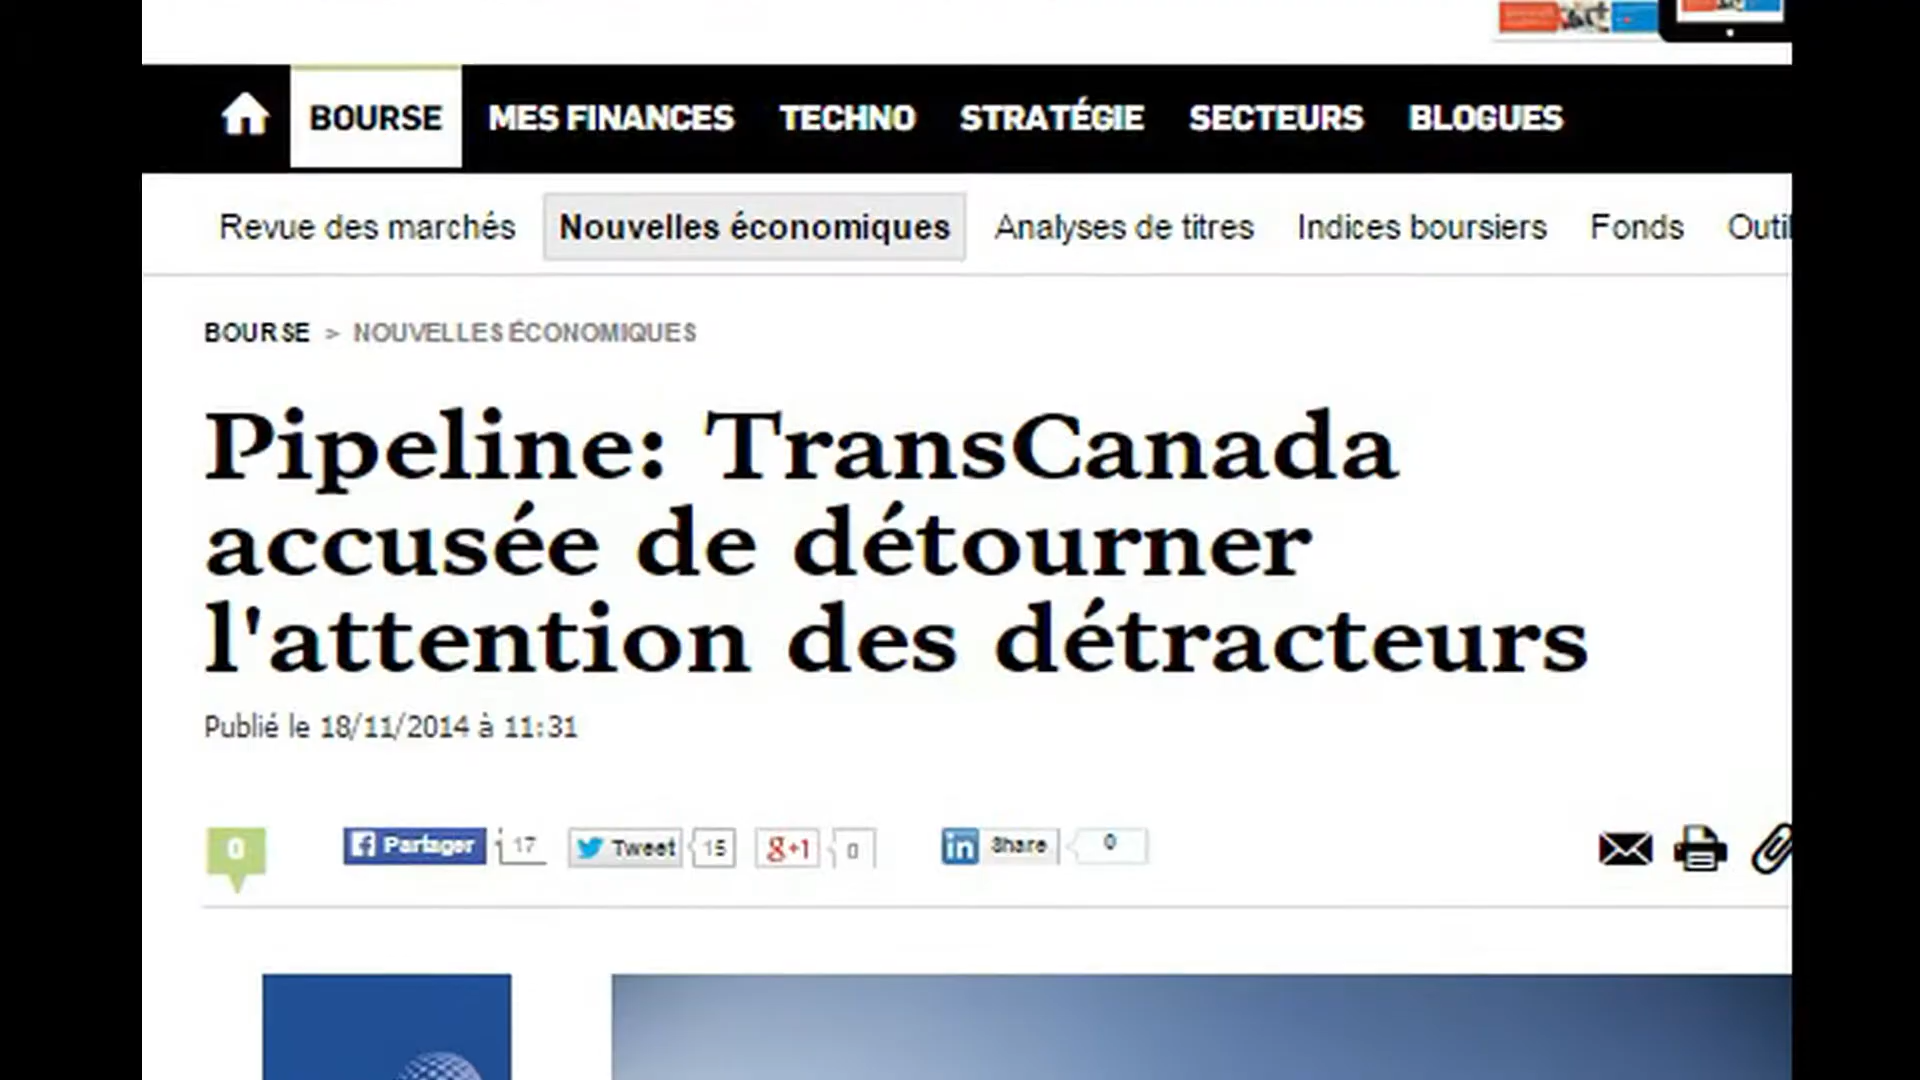 BOURSE MES FINANCES TECHNO STRATÉGIE SECTEURS BLOGUES
Revue des marchés Nouvelles économiques Analyses de titres Indices boursiers Fonds Outil
BOURSE > NOUVELLES ÉCONOMIQUES
Pipeline: TransCanada
accusée de détourner
l'attention des détracteurs
Publié le 18/11/2014 à 11:31
0 Partager 17 Tweet 15 g+1 0 in Share 0